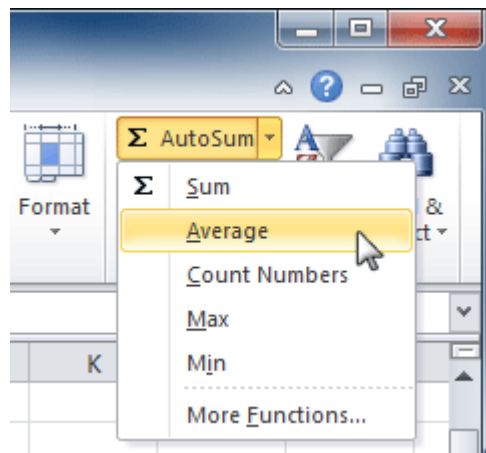 Σ AutoSum
Format
Σ Sum
Average
&
ct
Count Numbers
Max
K
Min
More Functions...